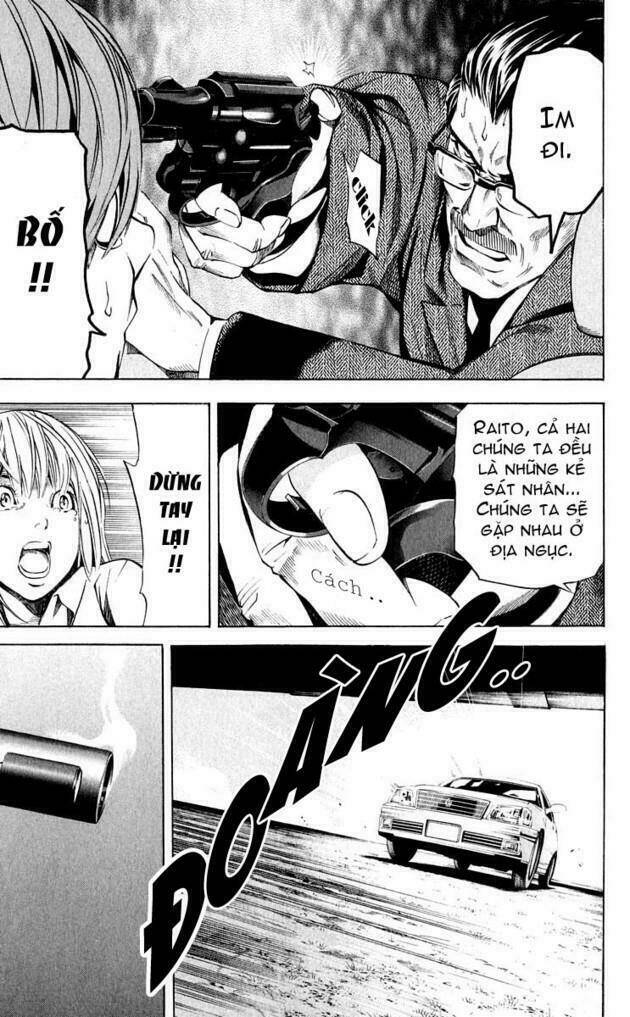 IM
ĐI.
click
BỐ
!!
RAITO, CẢ HAI
CHÚNG TA ĐỀU
LÀ NHỮNG KẺ
SÁT NHÂN...
CHÚNG TA SẼ
GẶP NHAU Ở
ĐỊA NGỤC.
Cách ..
DỪNG
TAY
LẠI
!!
ĐOÀNG..